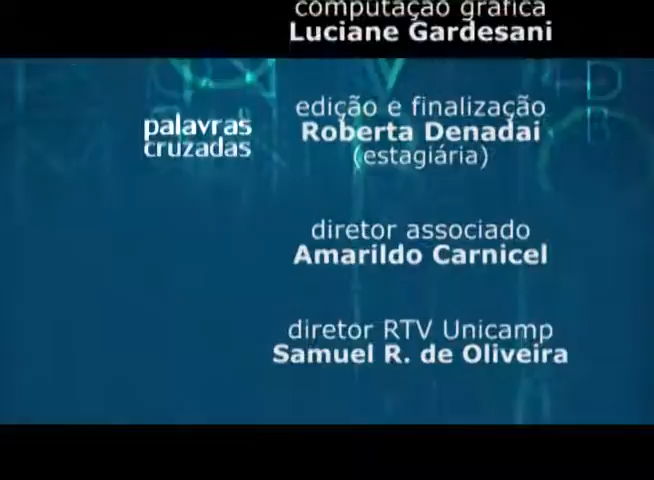 computação gráfica
Luciane Gardesani
palavras
cruzadas
edição e finalização
Roberta Denadai
(estagiária)
diretor associado
Amarildo Carnicel
diretor RTV Unicamp
Samuel R. de Oliveira